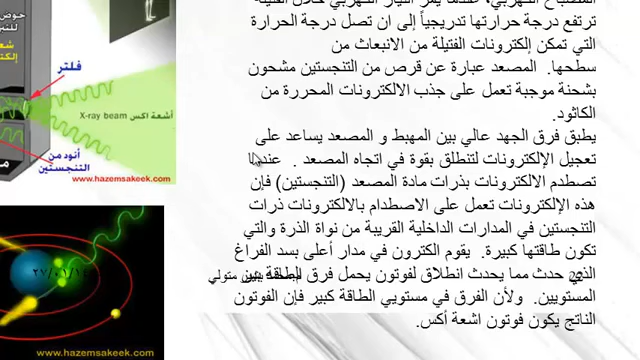 المصباح الكهربي، عندما يمر التيار الكهربي خلال الفتيلة
ترتفع درجة حرارتها تدريجياً إلى ان تصل درجة الحرارة
التي تمكن إلكترونات الفتيلة من الانبعاث من
سطحها. المصعد عبارة عن قرص من التنجستين مشحون
بشحنة موجبة تعمل على جذب الالكترونات المحررة من
الكاثود.
يطبق فرق الجهد عالي بين المهبط و المصعد يساعد على
تعجيل الإلكترونات لتنطلق بقوة في اتجاه المصعد . عندما
تصطدم الالكترونات بذرات مادة المصعد (التنجستين) فإن
هذه الإلكترونات تعمل على الاصطدام بالالكترونات ذرات
التنجستين في المدارات الداخلية القريبة من نواة الذرة والتي
تكون طاقتها كبيرة. يقوم الكترون في مدار أعلى بسد الفراغ
الذي حدث مما يحدث انطلاق لفوتون يحمل فرق الطاقة بين
المستويين. ولأن الفرق في مستويي الطاقة كبير فإن الفوتون
الناتج يكون فوتون اشعة أكس.
متولي
فلتر
أشعة اكس X-ray beam
أنود من
التنجستين
www.hazemsakeek.com
www.hazemsakeek.com